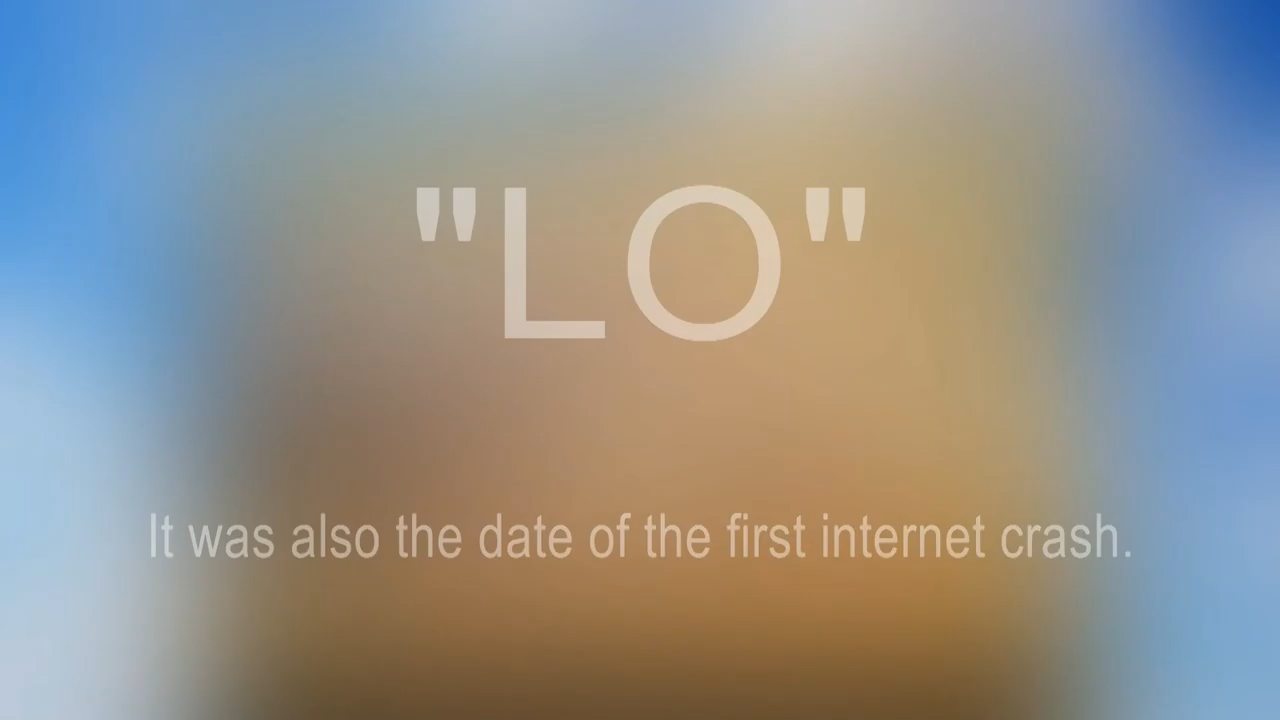 "LO"
It was also the date of the first internet crash.